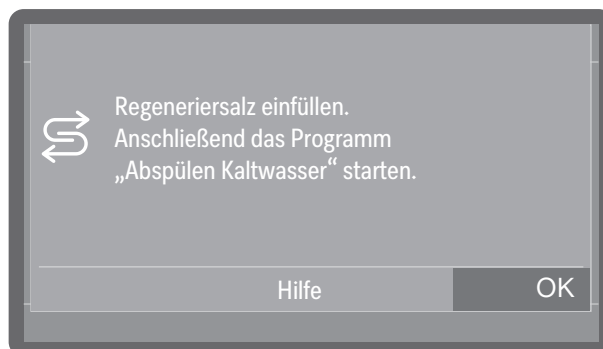 Regeneriersalz einfüllen.
Anschließend das Programm
„Abspülen Kaltwasser“ starten.
Hilfe
OK